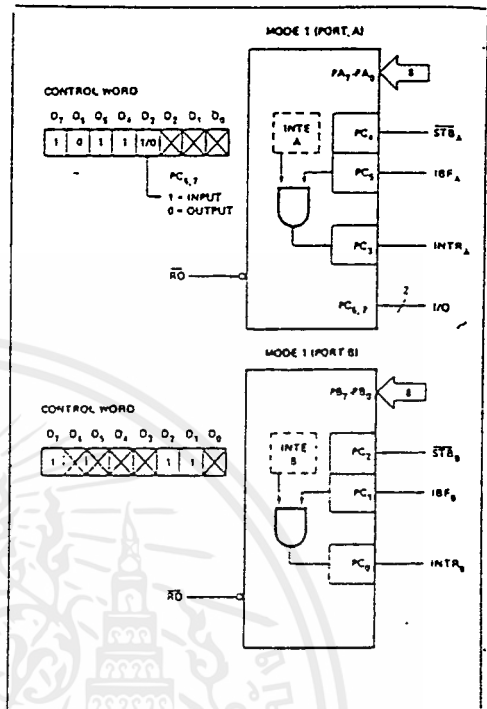 MODE 1 (PORT A)
PA7-PA0
8
CONTROL WORD
D7 D6 D5 D4 D3 D2 D1 D0
1 0 1 1 I/O
PC6,7
1 = INPUT
0 = OUTPUT
INTE
A
PC4
STBA
PC5
IBFA
PC3
INTRA
RD
PC6,7
2
I/O
MODE 1 (PORT B)
PB7-PB0
8
CONTROL WORD
D7 D6 D5 D4 D3 D2 D1 D0
1 1 1
INTE
B
PC2
STBB
PC1
IBFB
PC0
INTRB
RD